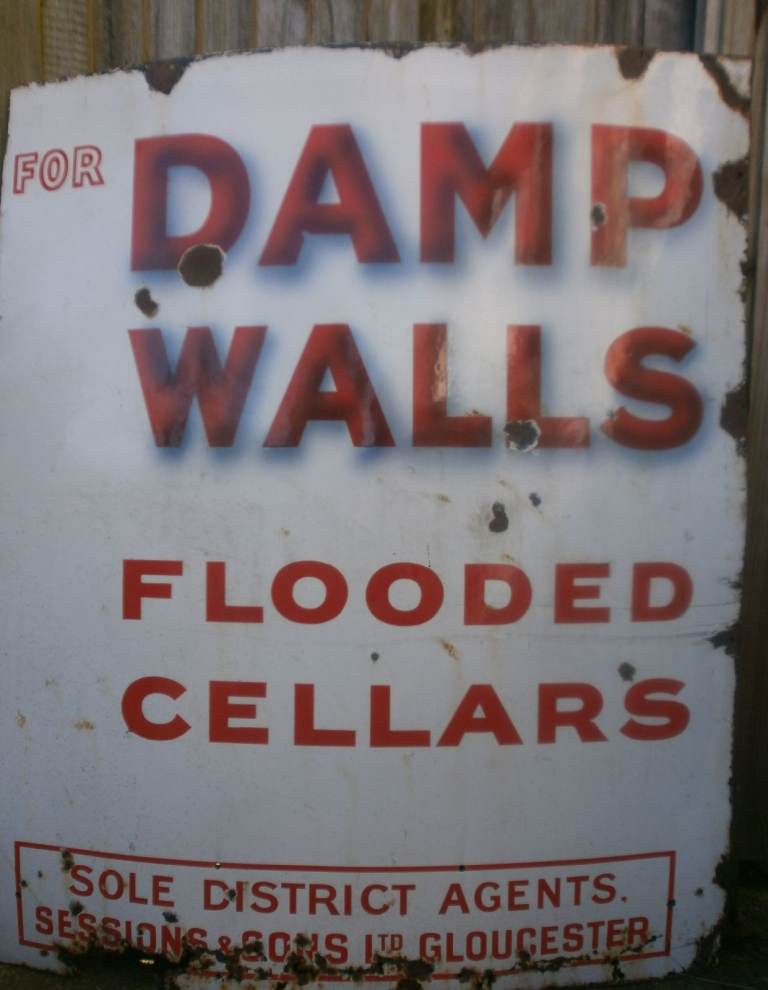 FOR DAMP
WALLS
FLOODED
CELLARS
SOLE DISTRICT AGENTS.
SESSIONS & SONS LTD GLOUCESTER